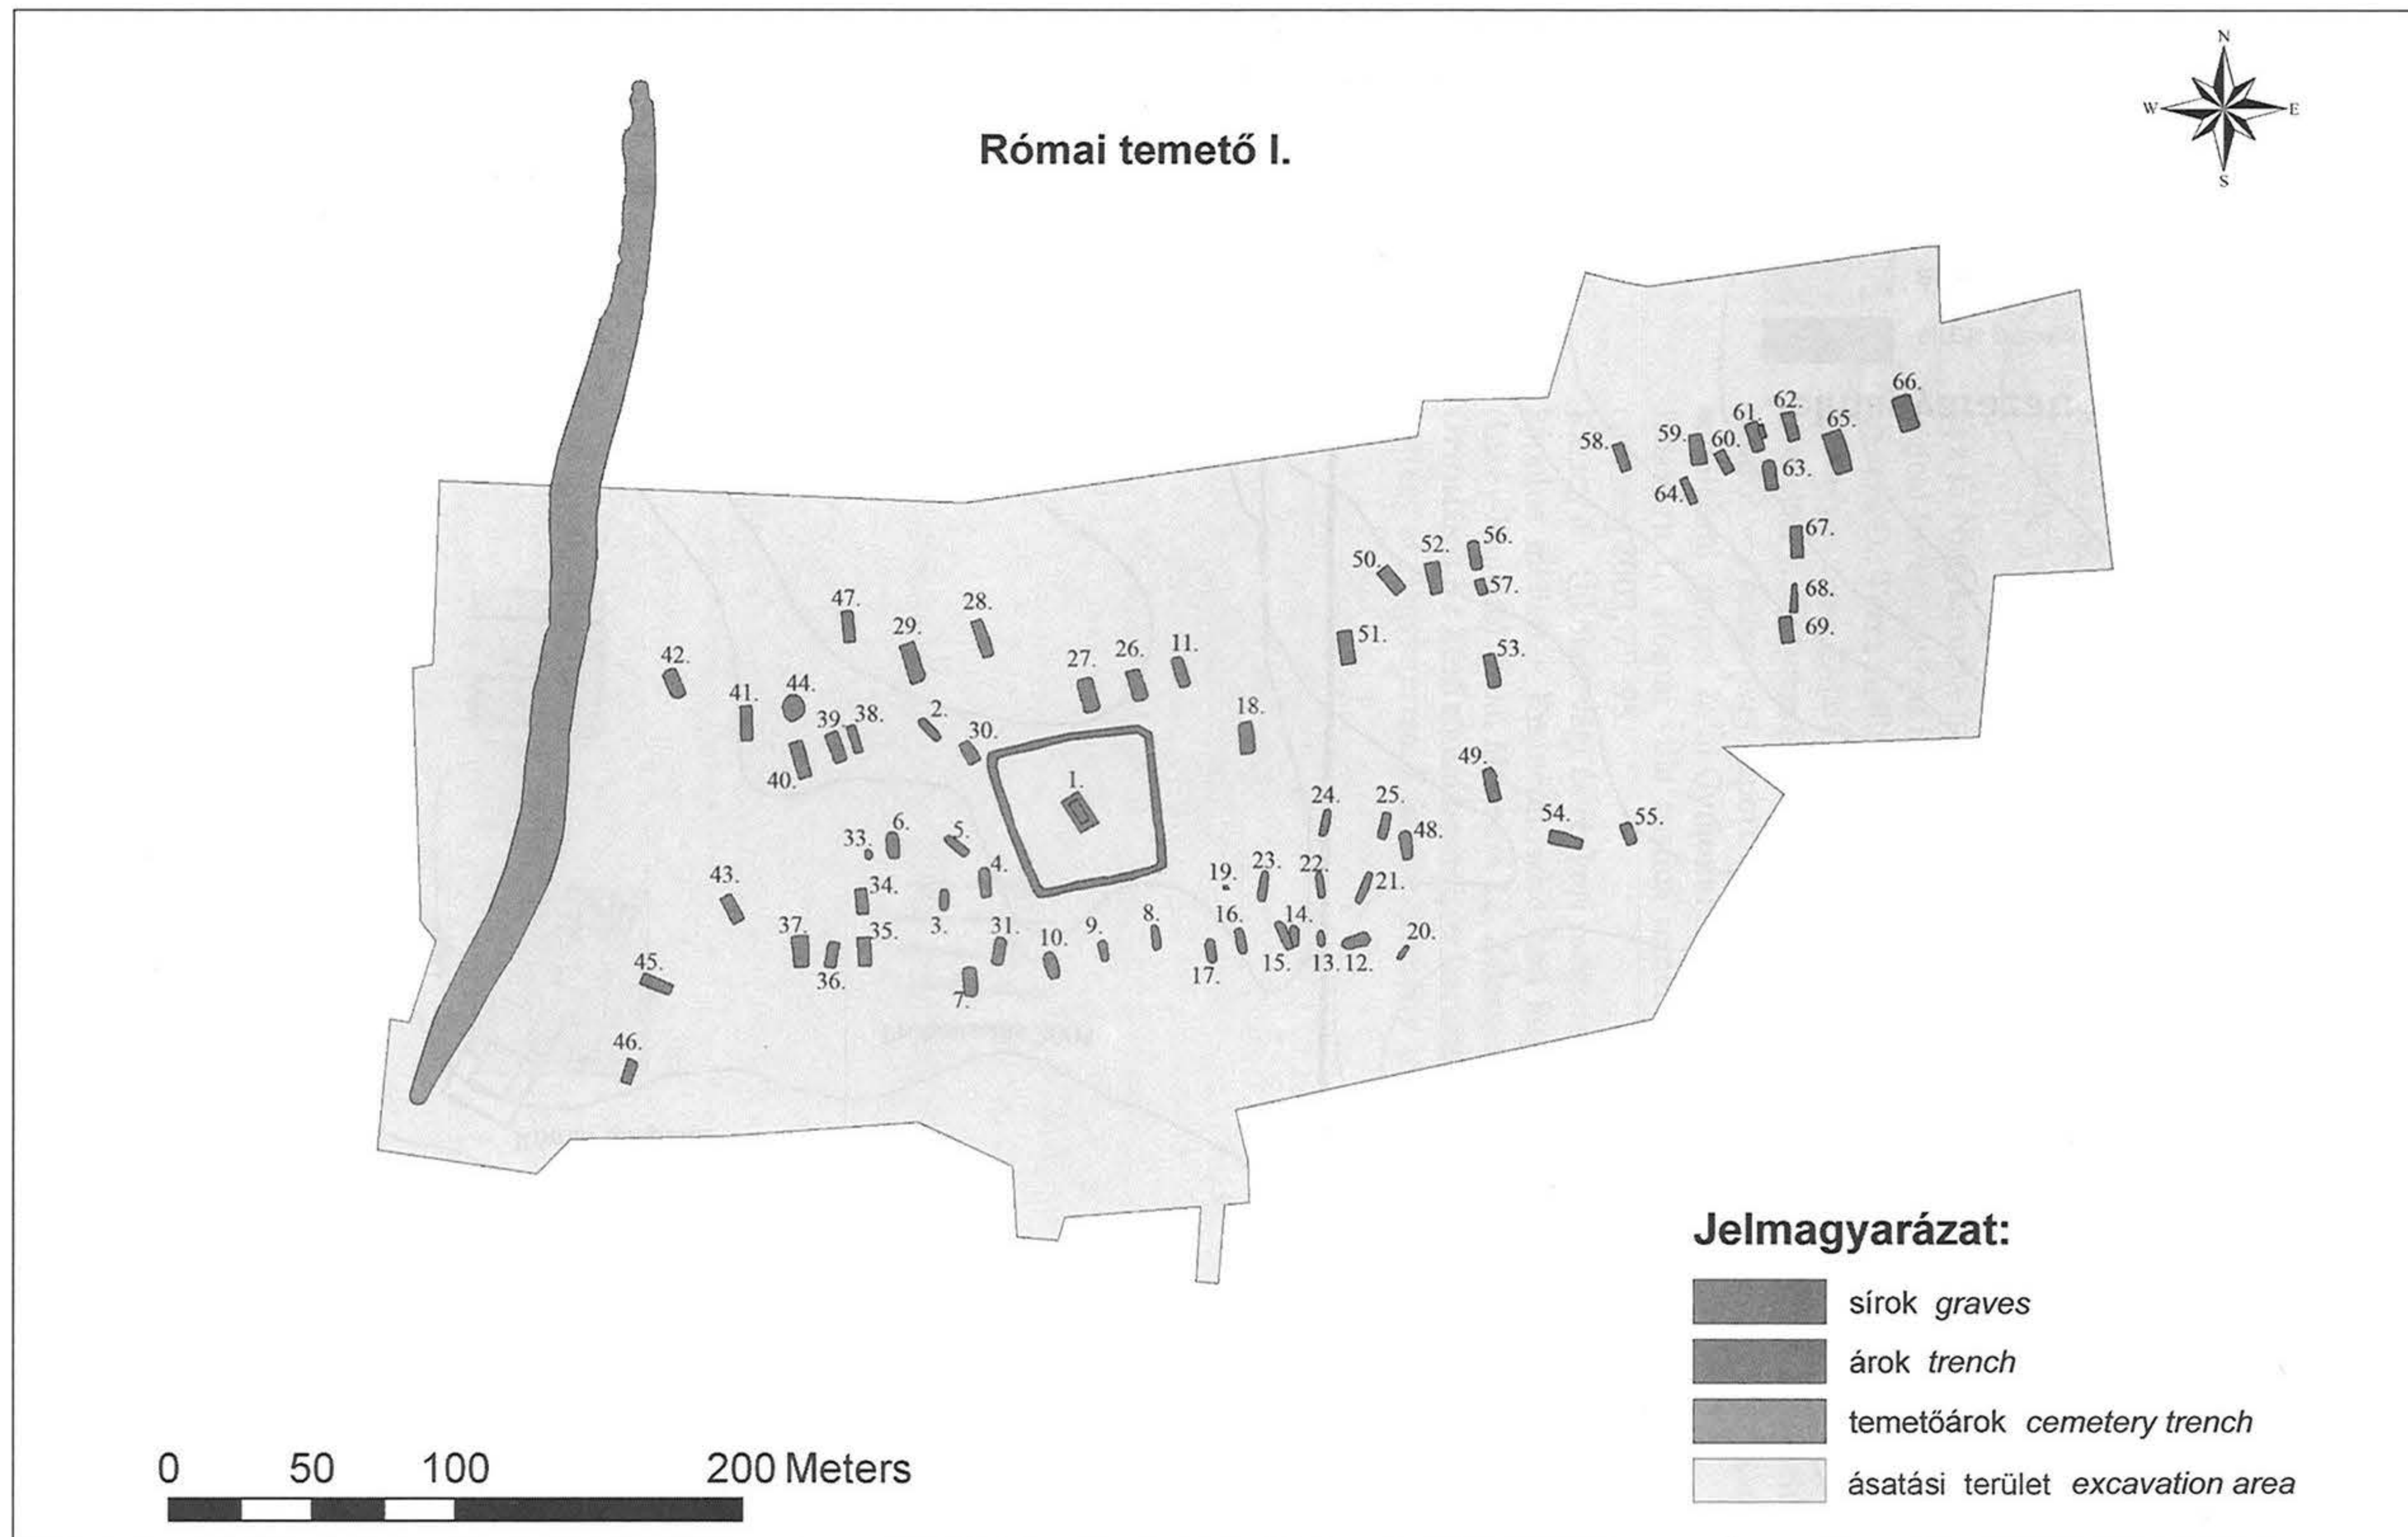 N
W E
S
Római temető I.
66.
62.
61. 65.
58. 59. 60.
63.
64.
67.
56.
52.
50. 57.
68.
47. 28. 69.
29. 51.
11. 53.
42. 27. 26.
44.
41. 18.
39. 38. 2.
30.
40. 49.
1.
24. 25.
6. 54. 55.
33. 5. 48.
4. 23. 22.
43. 19. 21.
34.
8.
37. 35. 3. 31. 9. 16. 14.
10. 20.
45. 36. 17. 15. 13. 12.
7.
46.
Jelmagyarázat:
sírok graves
árok trench
temetőárok cemetery trench
ásatási terület excavation area
0 50 100 200 Meters